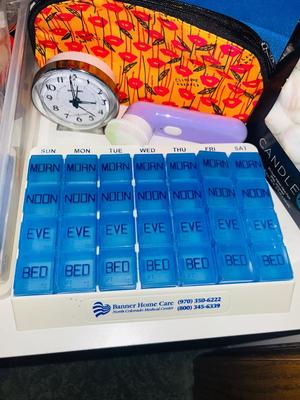 SUN MON TUE WED THU FRI SAT
MORN MORN MORN MORN MORN MORN MORN
NOON NOON NOON NOON NOON NOON NOON
EVE EVE EVE EVE EVE EVE EVE
BED BED BED BED BED BED BED
Banner Home Care (970) 350-6222
North Colorado Medical Center (800) 345-6339
CANDLE